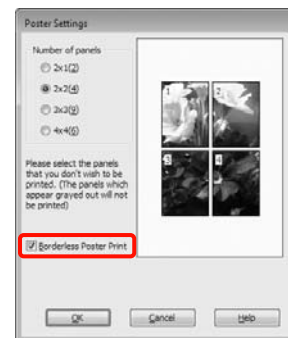 Poster Settings
Number of panels
2x1(2)
2x2(4)
3x3(9)
4x4(6)
Please select the panels
that you don't wish to be
printed. (The panels which
appear grayed out will not
be printed)
Borderless Poster Print
1
2
3
4
OK
Cancel
Help